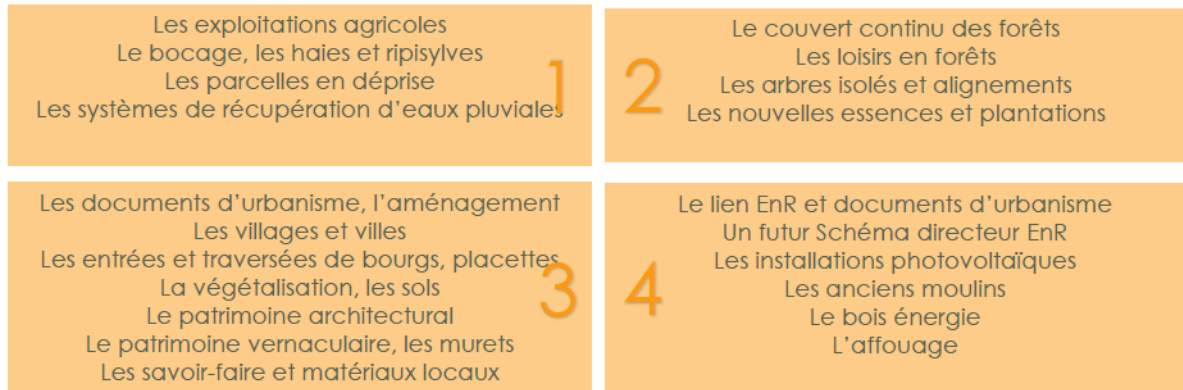 Les exploitations agricoles
Le bocage, les haies et ripisylves
Les parcelles en déprise
Les systèmes de récupération d'eaux pluviales
1
2
Le couvert continu des forêts
Les loisirs en forêts
Les arbres isolés et alignements
Les nouvelles essences et plantations
Les documents d'urbanisme, l'aménagement
Les villages et villes
Les entrées et traversées de bourgs, placettes
La végétalisation, les sols
Le patrimoine architectural
Le patrimoine vernaculaire, les murets
Les savoir-faire et matériaux locaux
3
4
Le lien EnR et documents d'urbanisme
Un futur Schéma directeur EnR
Les installations photovoltaïques
Les anciens moulins
Le bois énergie
L'affouage